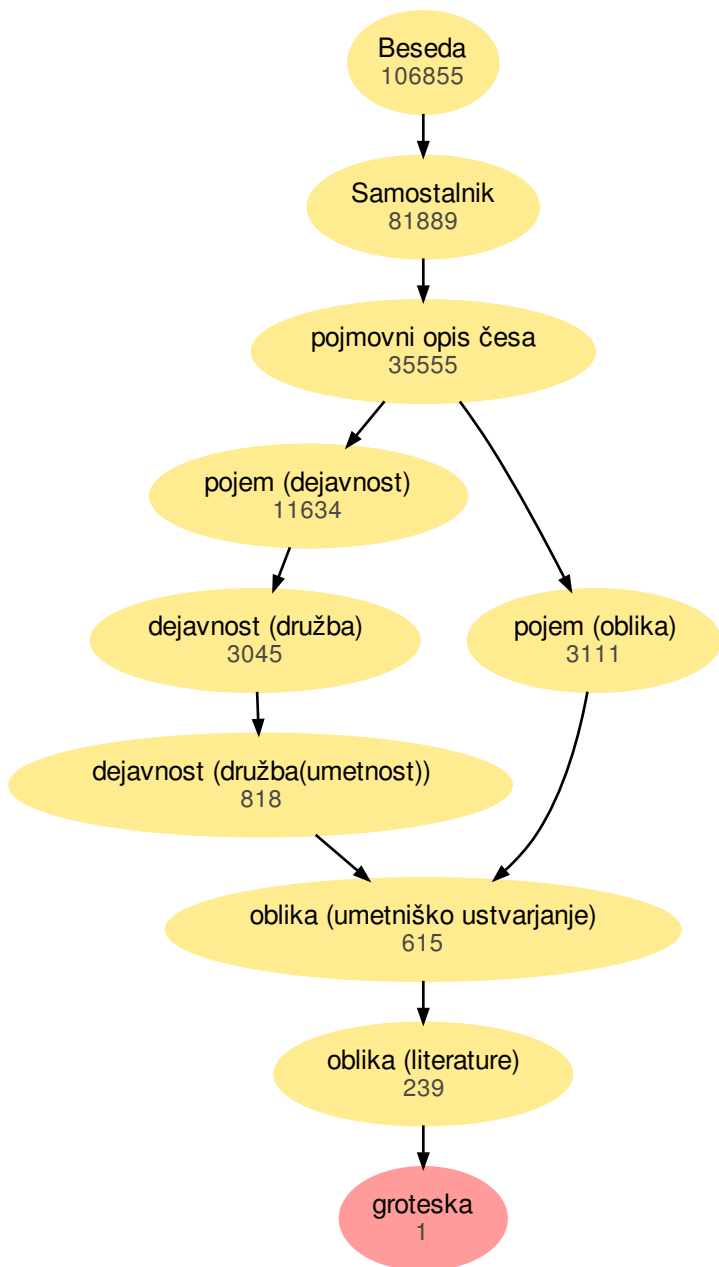 Beseda
106855
Samostalnik
81889
pojmovni opis česa
35555
pojem (dejavnost)
11634
dejavnost (družba)
3045
pojem (oblika)
3111
dejavnost (družba(umetnost))
818
oblika (umetniško ustvarjanje)
615
oblika (literature)
239
groteska
1